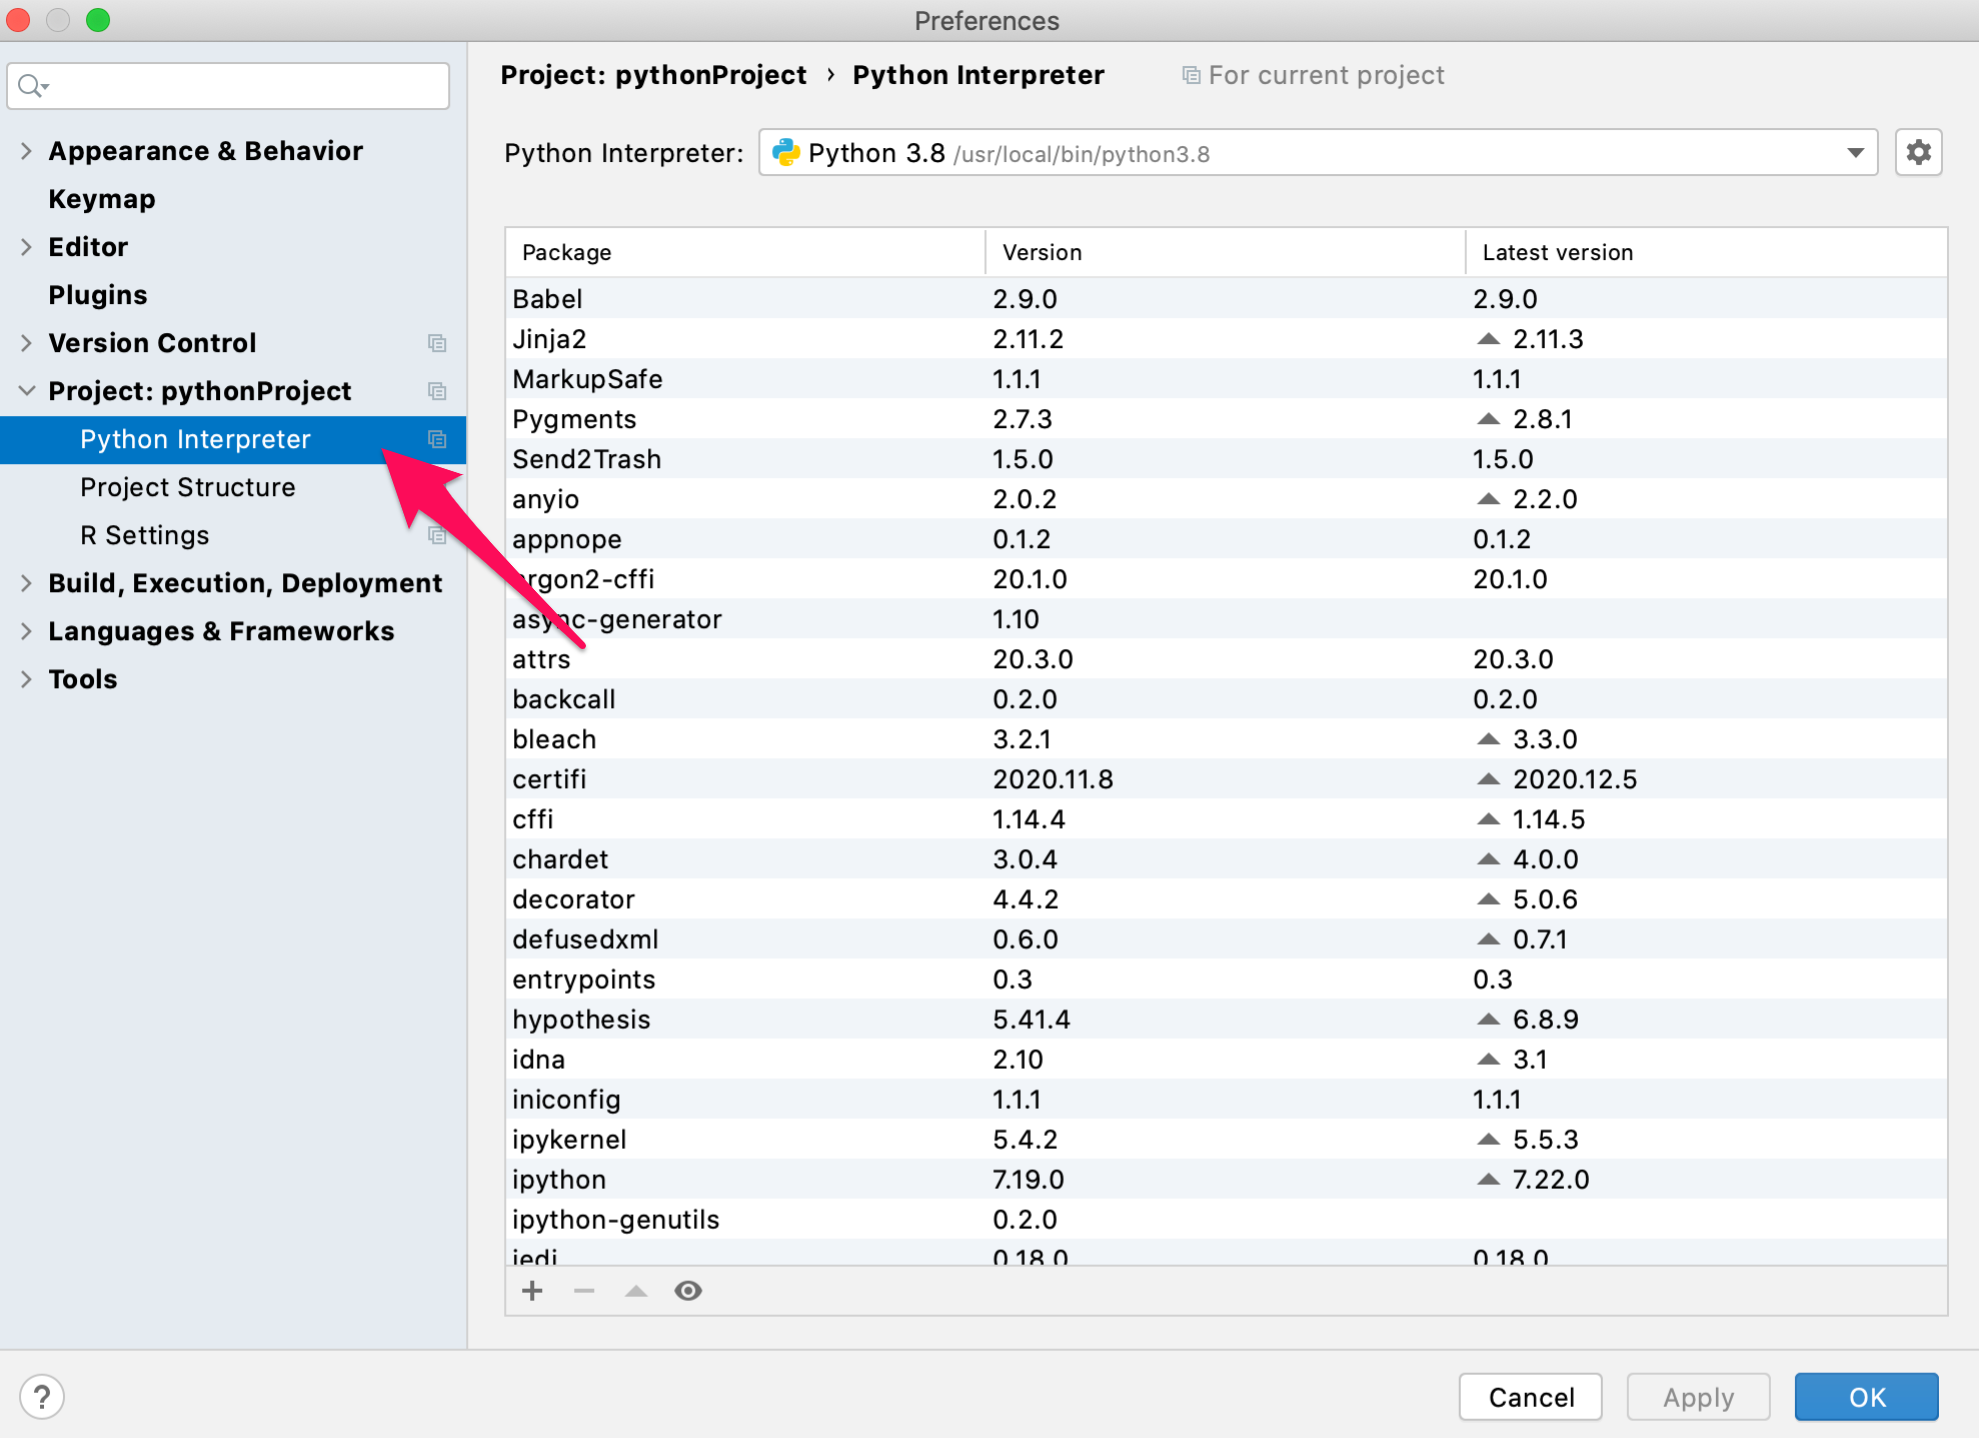 Preferences
Project: pythonProject › Python Interpreter For current project
Appearance & Behavior
Keymap
Editor
Plugins
Version Control
Project: pythonProject
Python Interpreter
Project Structure
R Settings
Build, Execution, Deployment
Languages & Frameworks
Tools
Python Interpreter: Python 3.8 /usr/local/bin/python3.8
Package Version Latest version
Babel 2.9.0 2.9.0
Jinja2 2.11.2 2.11.3
MarkupSafe 1.1.1 1.1.1
Pygments 2.7.3 2.8.1
Send2Trash 1.5.0 1.5.0
anyio 2.0.2 2.2.0
appnope 0.1.2 0.1.2
argon2-cffi 20.1.0 20.1.0
async-generator 1.10
attrs 20.3.0 20.3.0
backcall 0.2.0 0.2.0
bleach 3.2.1 3.3.0
certifi 2020.11.8 2020.12.5
cffi 1.14.4 1.14.5
chardet 3.0.4 4.0.0
decorator 4.4.2 5.0.6
defusedxml 0.6.0 0.7.1
entrypoints 0.3 0.3
hypothesis 5.41.4 6.8.9
idna 2.10 3.1
iniconfig 1.1.1 1.1.1
ipykernel 5.4.2 5.5.3
ipython 7.19.0 7.22.0
ipython-genutils 0.2.0
jedi 0.18.0 0.18.0
? Cancel Apply OK